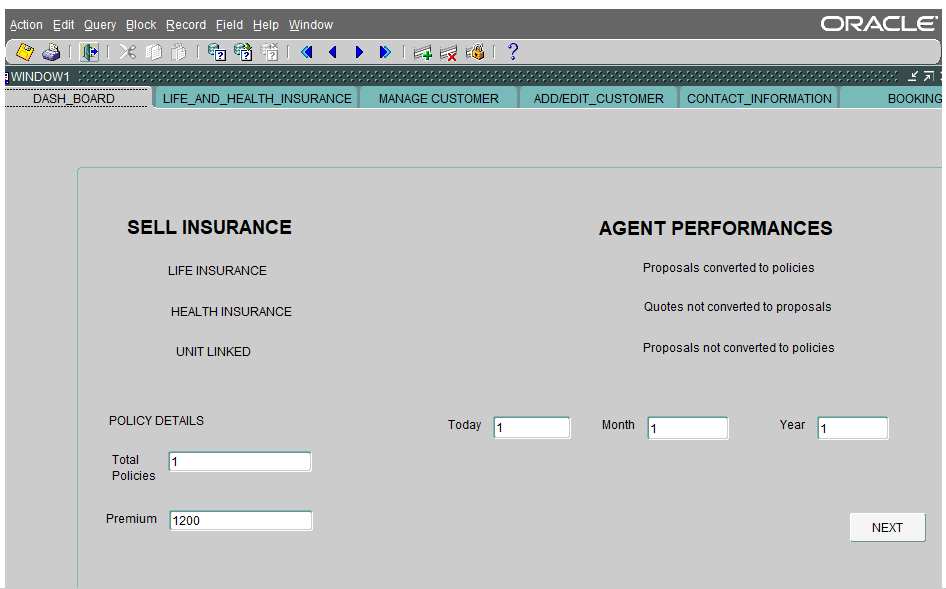 Action Edit Query Block Record Field Help Window
ORACLE
WINDOW1
DASH_BOARD LIFE_AND_HEALTH_INSURANCE MANAGE CUSTOMER ADD/EDIT_CUSTOMER CONTACT_INFORMATION BOOKING
SELL INSURANCE
LIFE INSURANCE
HEALTH INSURANCE
UNIT LINKED
AGENT PERFORMANCES
Proposals converted to policies
Quotes not converted to proposals
Proposals not converted to policies
POLICY DETAILS
Today 1 Month 1 Year 1
Total
Policies 1
Premium 1200
NEXT